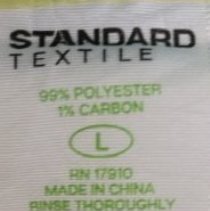 STANDARD
TEXTILE
99% POLYESTER
1% CARBON
L
RN 17910
MADE IN CHINA
RINSE THOROUGHLY